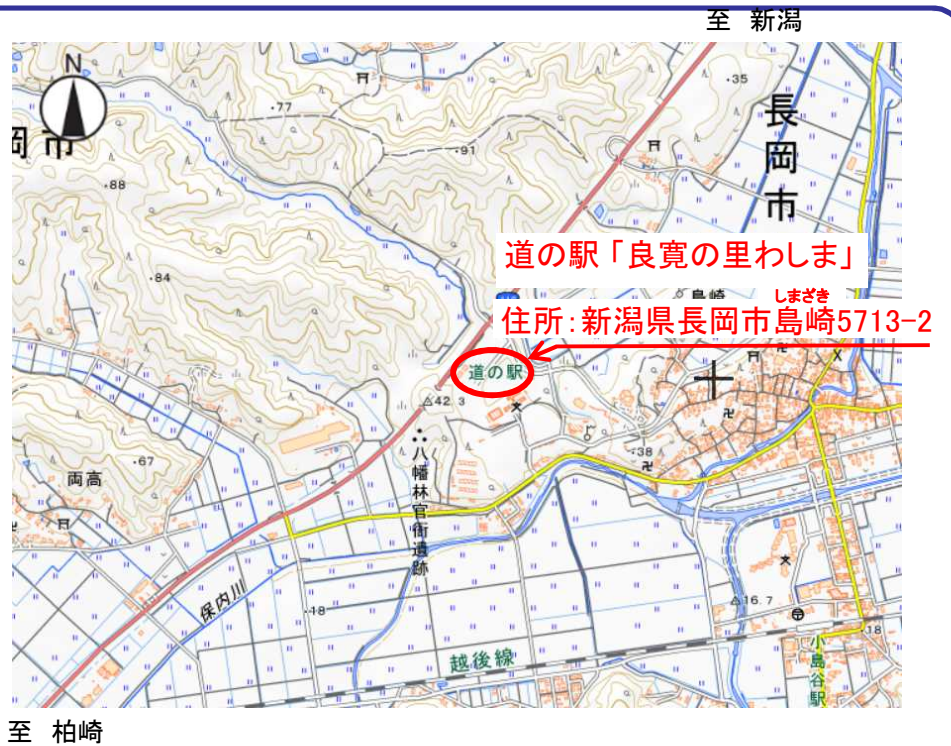 至 新潟
N
・35
長岡市
岡市
・77
・91
・88
道の駅「良寛の里わしま」
・84
島崎
しまざき
住所:新潟県長岡市島崎5713-2
道の駅
△42.3
・38
・67
両高
八幡林官衙遺跡
保内川
・18
△16.7
・18
越後線
小島谷駅
至 柏崎